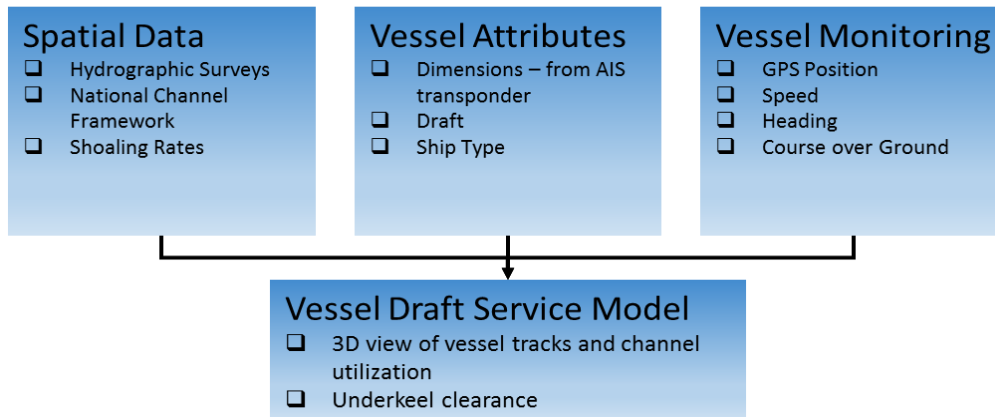 Spatial Data
❑ Hydrographic Surveys
❑ National Channel
Framework
❑ Shoaling Rates
Vessel Attributes
❑ Dimensions – from AIS
transponder
❑ Draft
❑ Ship Type
Vessel Monitoring
❑ GPS Position
❑ Speed
❑ Heading
❑ Course over Ground
Vessel Draft Service Model
❑ 3D view of vessel tracks and channel
utilization
❑ Underkeel clearance